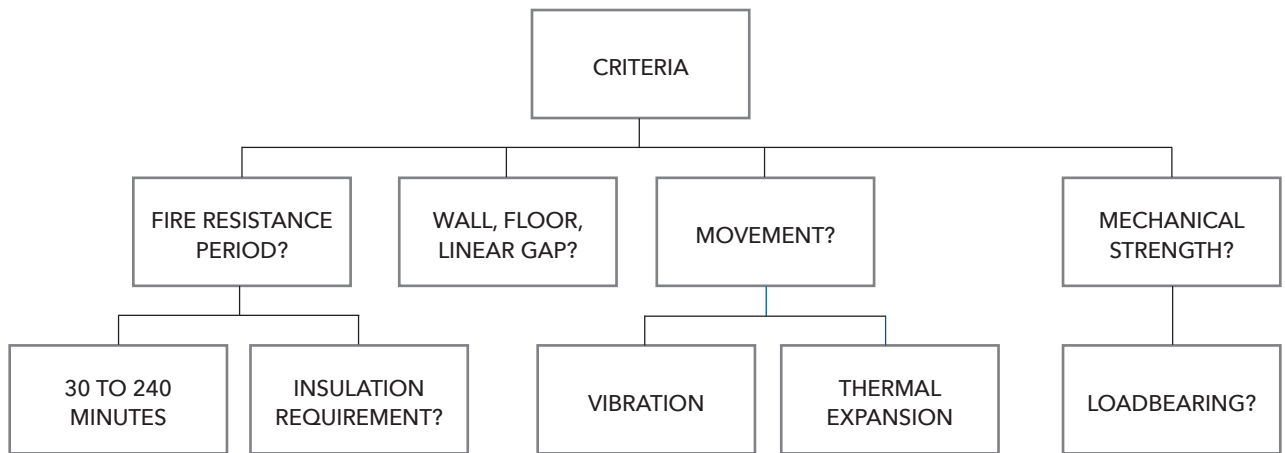 CRITERIA
FIRE RESISTANCE
PERIOD?
WALL, FLOOR,
LINEAR GAP?
MOVEMENT?
MECHANICAL
STRENGTH?
30 TO 240
MINUTES
INSULATION
REQUIREMENT?
VIBRATION
THERMAL
EXPANSION
LOADBEARING?